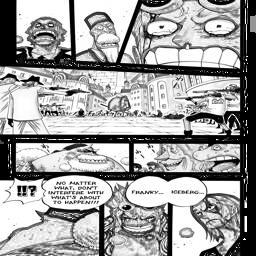 !!?
NO MATTER
WHAT, DON'T
INTERFERE WITH
WHAT'S ABOUT
TO HAPPEN!!!
FRANKY...
ICEBERG...